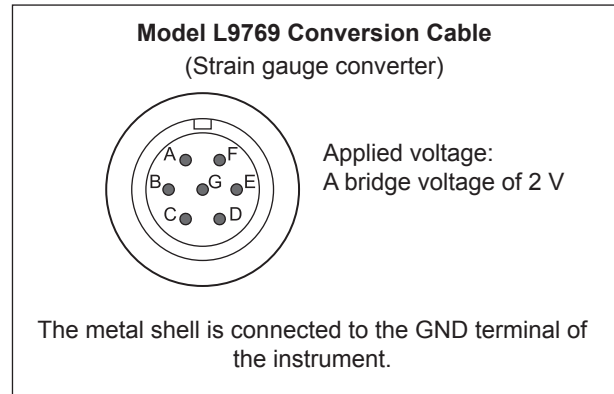 Model L9769 Conversion Cable
(Strain gauge converter)
A F
B G E
C D
Applied voltage:
A bridge voltage of 2 V
The metal shell is connected to the GND terminal of
the instrument.